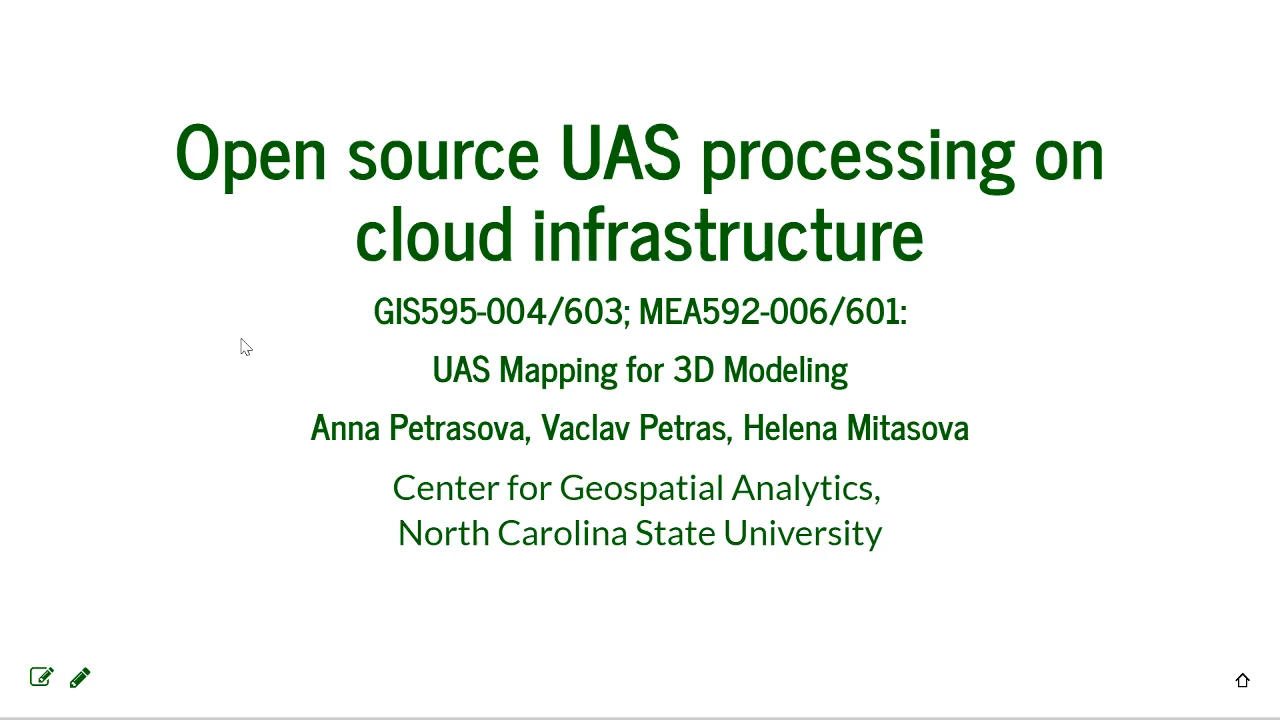 Open source UAS processing on
cloud infrastructure
GIS595-004/603; MEA592-006/601:
UAS Mapping for 3D Modeling
Anna Petrasova, Vaclav Petras, Helena Mitasova
Center for Geospatial Analytics,
North Carolina State University